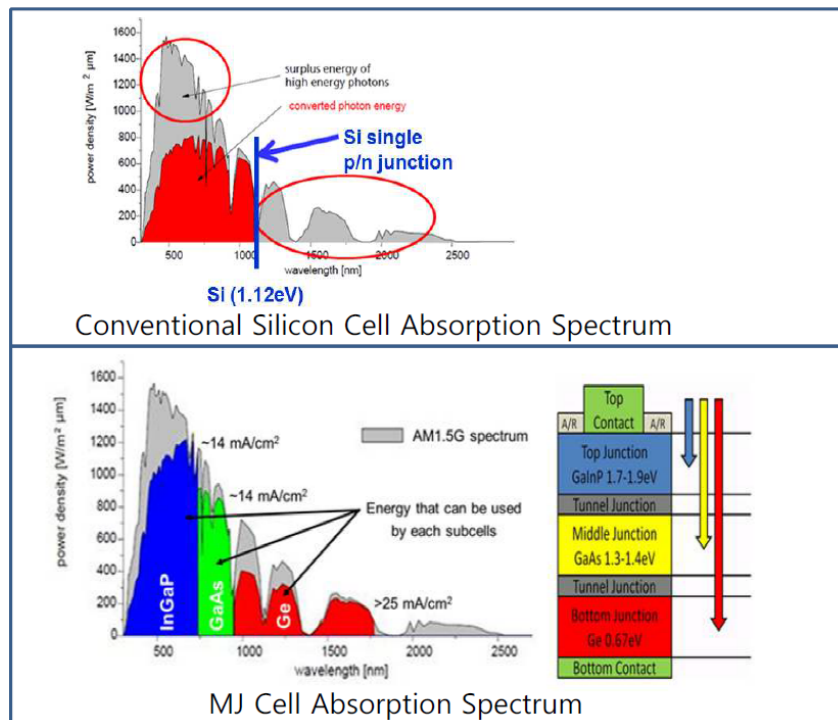 1600
1400
1200
1000
800
600
400
200
0
power density [W/m² µm]
surplus energy of
high energy photons
converted photon energy
Si single
p/n junction
500
1000
1500
2000
2500
wavelength [nm]
Si (1.12eV)
Conventional Silicon Cell Absorption Spectrum
1600
1400
1200
1000
800
600
400
200
0
power density [W/m² µm]
AM1.5G spectrum
~14 mA/cm²
~14 mA/cm²
Energy that can be used
by each subcells
>25 mA/cm²
InGaP
GaAs
Ge
500
1000
1500
2000
2500
wavelength [nm]
Top
Contact
A/R
A/R
Top Junction
GaInP 1.7-1.9eV
Tunnel Junction
Middle Junction
GaAs 1.3-1.4eV
Tunnel Junction
Bottom Junction
Ge 0.67eV
Bottom Contact
MJ Cell Absorption Spectrum